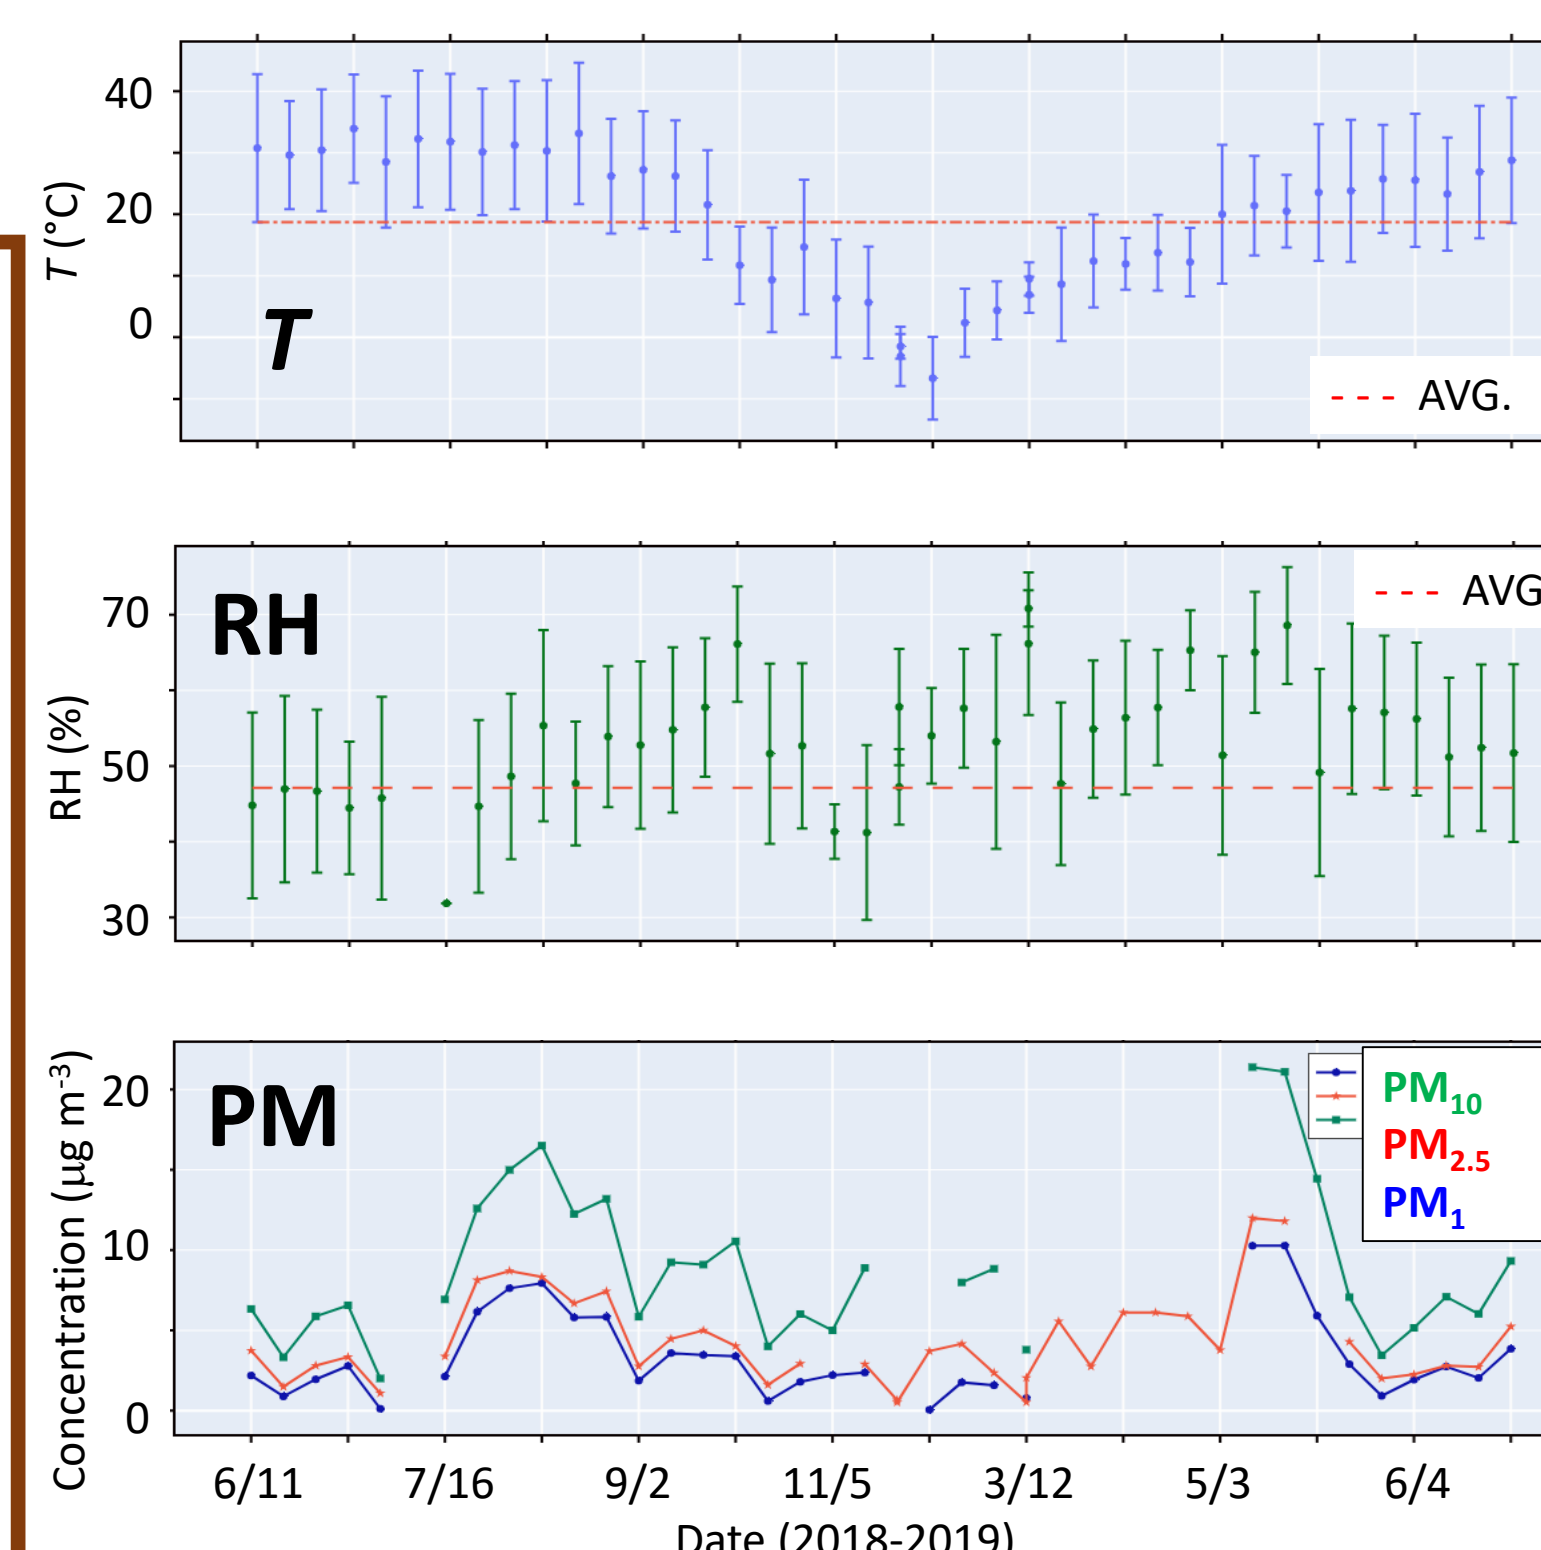 40
20
0
T (°C)
T
AVG.
70
50
30
RH (%)
RH
AVG
20
10
0
Concentration (µg m-3)
PM
PM10
PM2.5
PM1
6/11 7/16 9/2 11/5 3/12 5/3 6/4
Date (2018-2019)